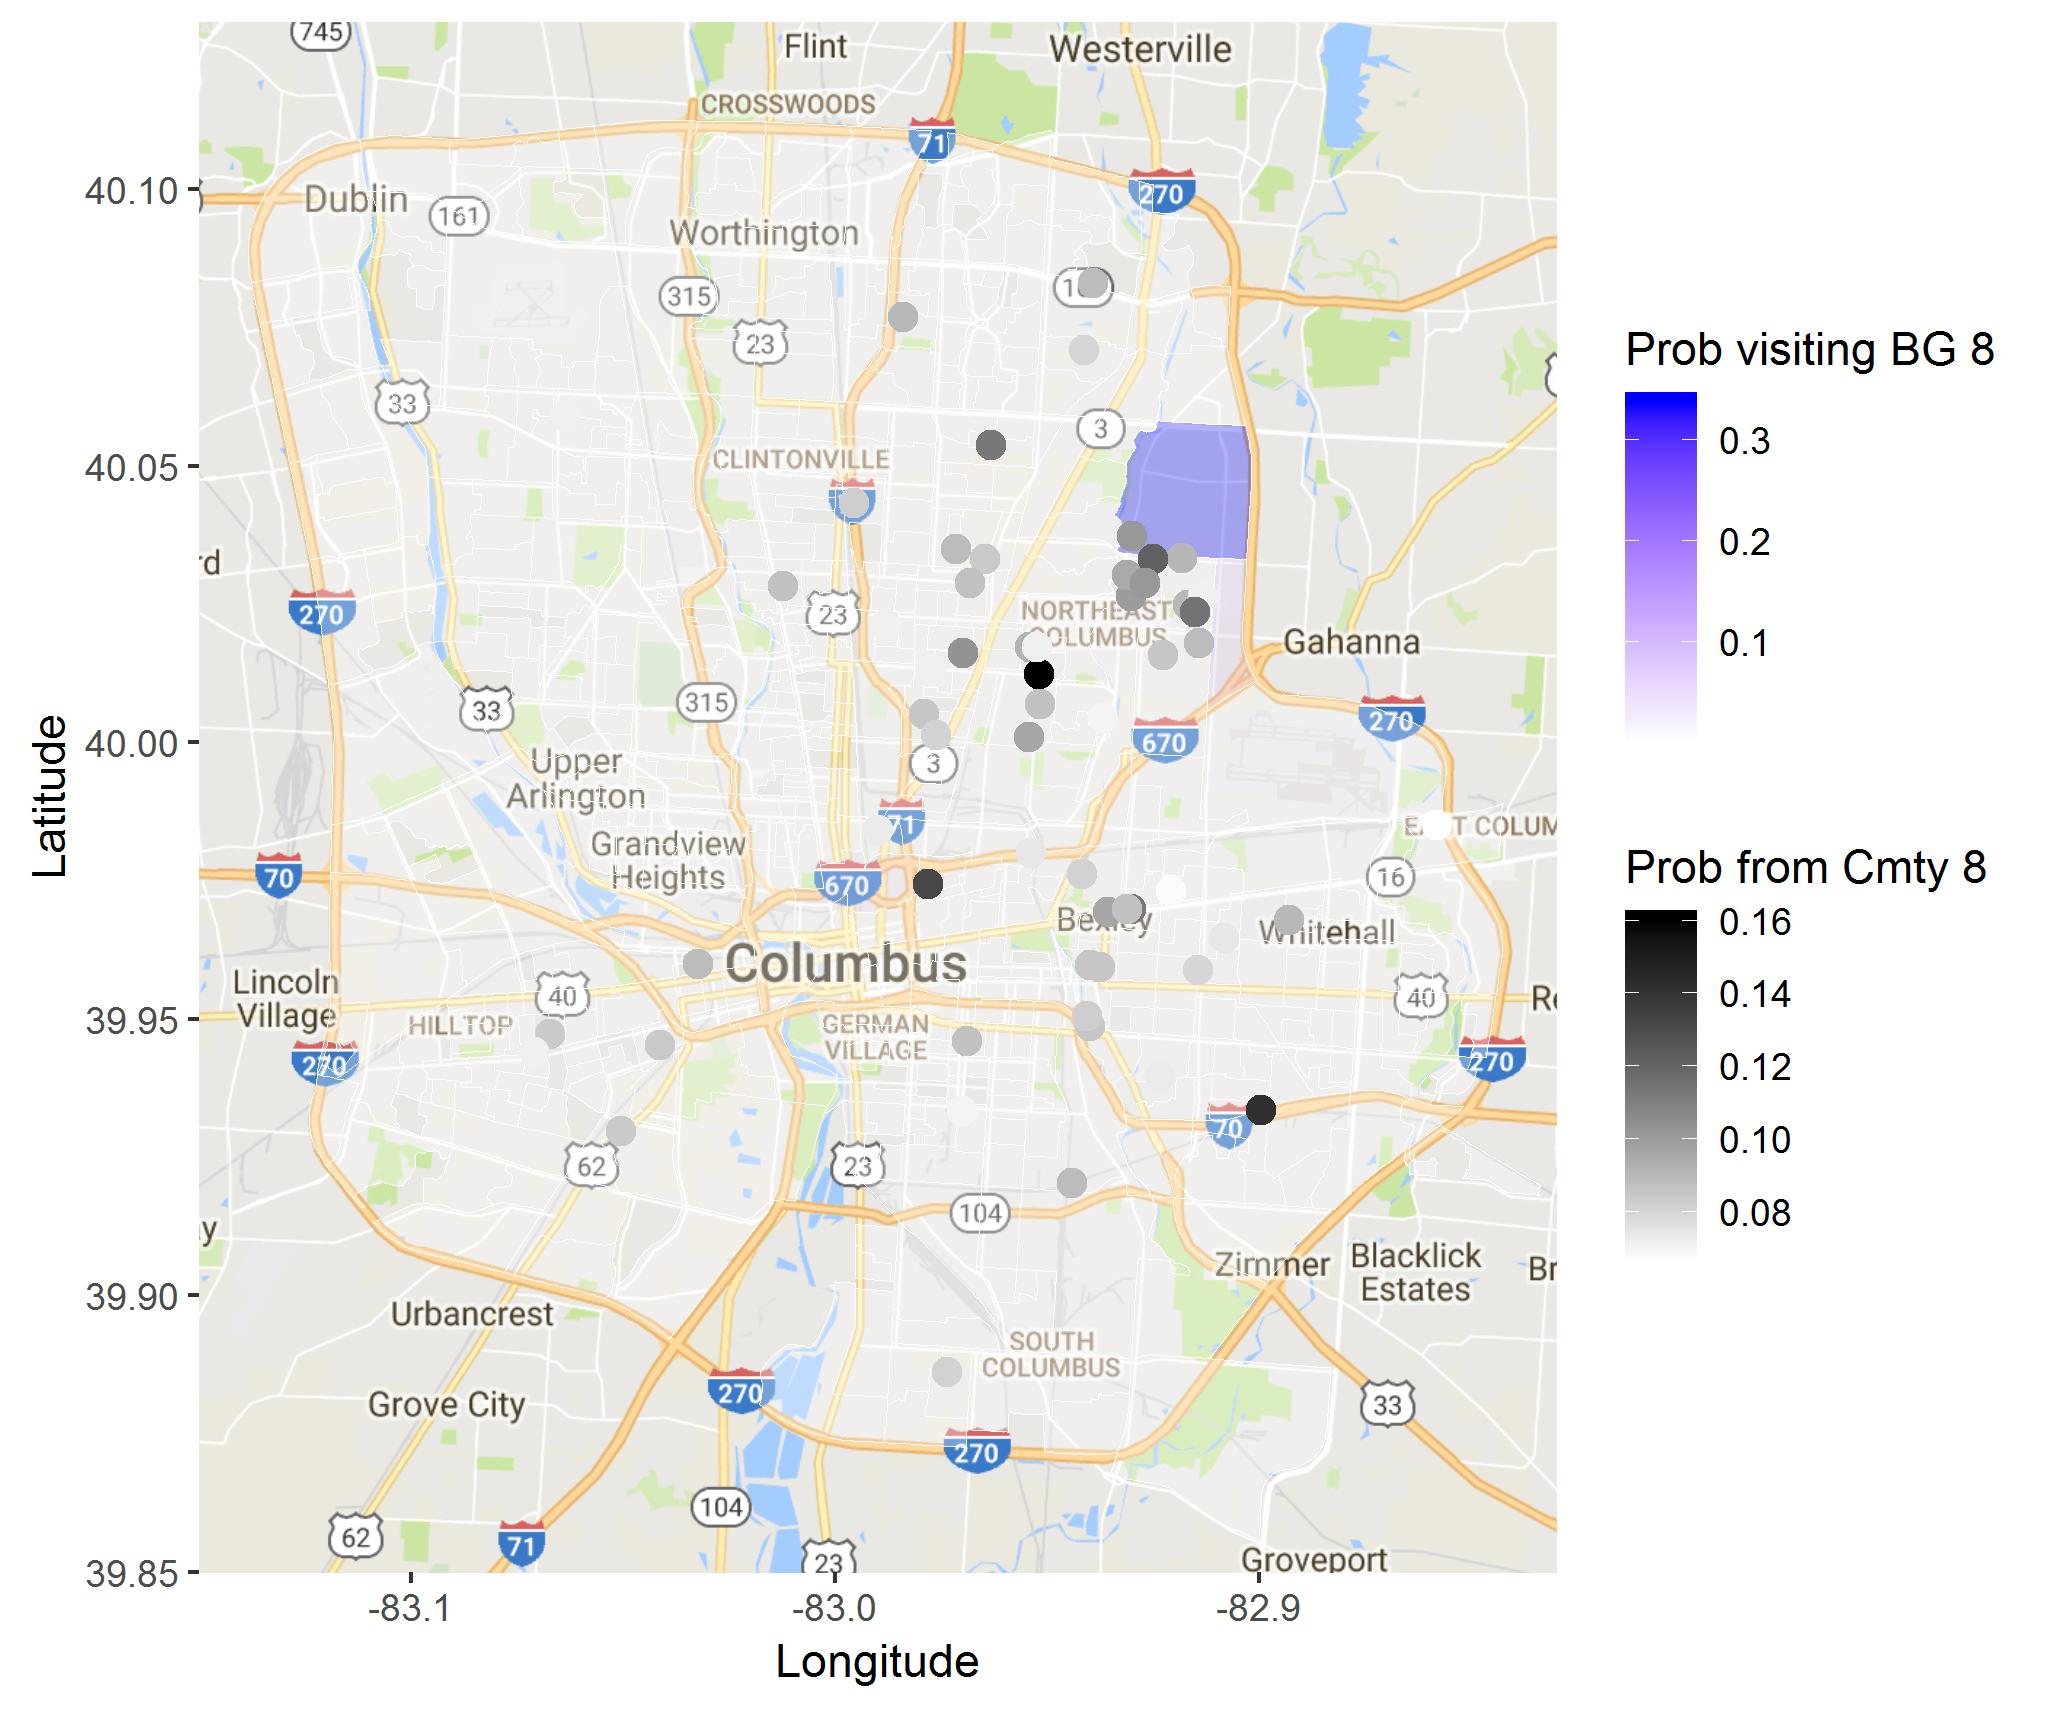 745
Flint
Westerville
CROSSWOODS
71
40.10
Dublin
161
270
Worthington
315
23
33
3
40.05
CLINTONVILLE
rd
270
23
NORTHEAST
COLUMBUS
Gahanna
33
315
270
40.00
670
3
Upper
Arlington
71
EAST COLUM
Grandview
Heights
70
670
16
Bexley
Whitehall
Columbus
Lincoln
Village
40
40
Re
HILLTOP
GERMAN
VILLAGE
39.95
270
270
70
62
23
104
y
Zimmer
Blacklick
Estates
Br
39.90
Urbancrest
SOUTH
COLUMBUS
270
Grove City
33
270
104
62
71
23
Groveport
39.85
-83.1
-83.0
-82.9
Longitude
Latitude
Prob visiting BG 8
0.3
0.2
0.1
Prob from Cmty 8
0.16
0.14
0.12
0.10
0.08